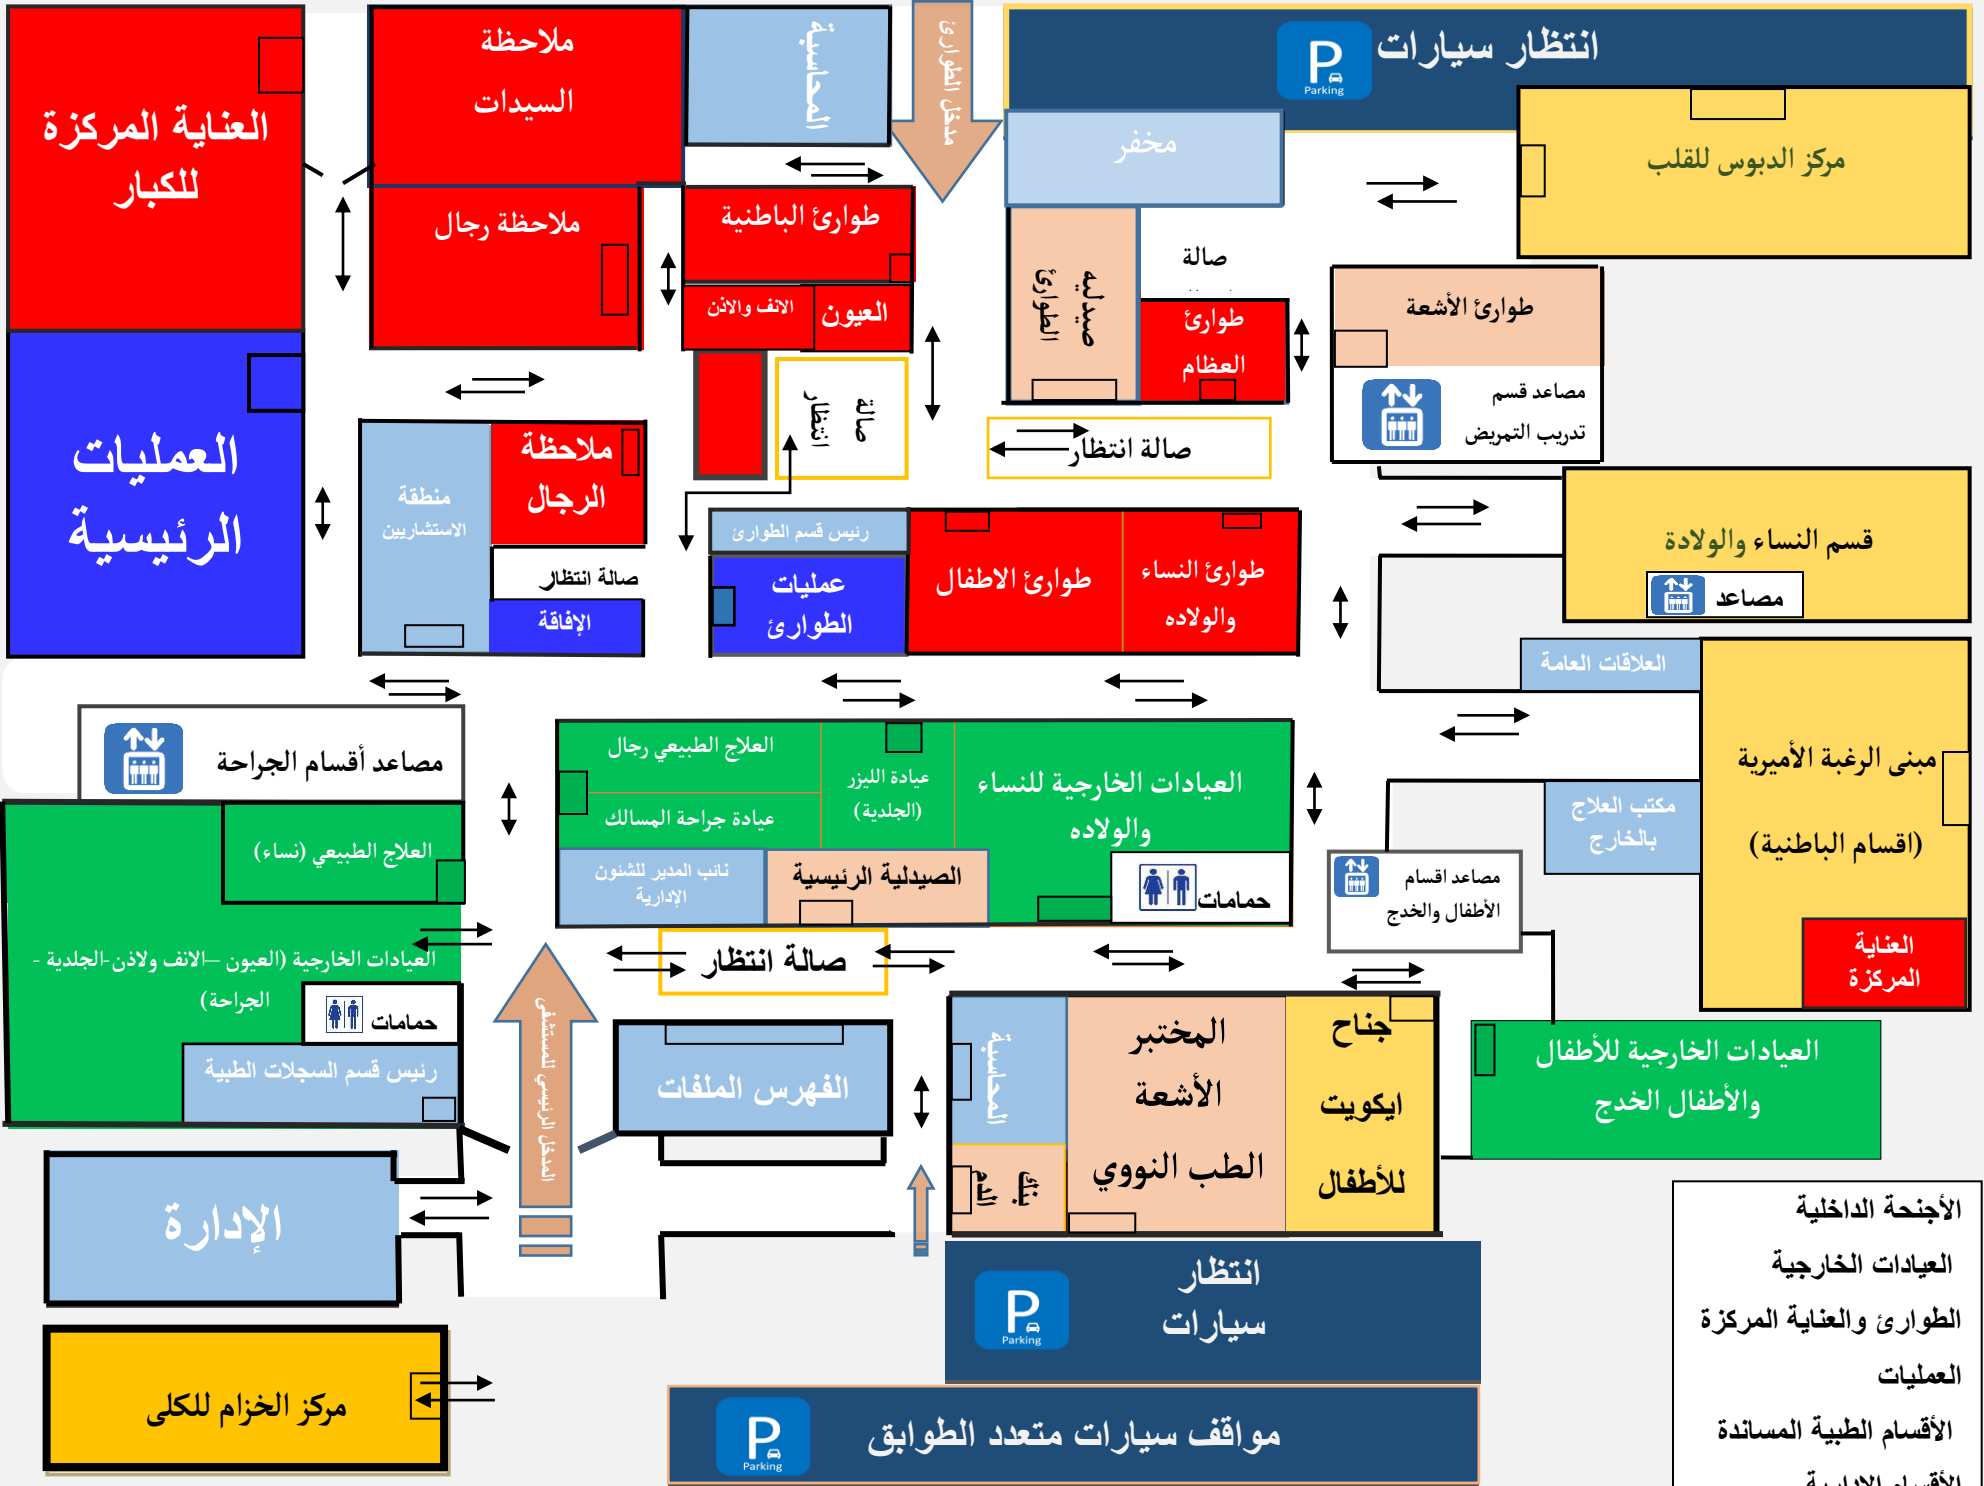 انتظار سيارات
Parking
مركز الدبوس للقلب
مخفر
مدخل الطوارئ
المحاسبة
ملاحظة
السيدات
العناية المركزة
للكبار
ملاحظة رجال
طوارئ الباطنية
الانف والاذن
العيون
صالة
صيدليه
الطوارئ
طوارئ
العظام
طوارئ الأشعة
مصاعد قسم
تدريب التمريض
صالة
انتظار
صالة انتظار
العمليات
الرئيسية
منطقة
الاستشاريين
ملاحظة
الرجال
صالة انتظار
الإفاقة
رئيس قسم الطوارئ
عمليات
الطوارئ
طوارئ الاطفال
طوارئ النساء
والولاده
قسم النساء والولادة
مصاعد
العلاقات العامة
مبنى الرغبة الأميرية
(اقسام الباطنية)
مكتب العلاج
بالخارج
العناية
المركزة
مصاعد أقسام الجراحة
العلاج الطبيعي رجال
عيادة جراحة المسالك
عيادة الليزر
(الجلدية)
العيادات الخارجية للنساء
والولاده
حمامات
نائب المدير للشئون
الإدارية
الصيدلية الرئيسية
مصاعد اقسام
الأطفال والخدج
العلاج الطبيعي (نساء)
العيادات الخارجية (العيون –الانف ولاذن-الجلدية -
الجراحة)
حمامات
رئيس قسم السجلات الطبية
صالة انتظار
المدخل الرئيسي للمستشفى
الفهرس الملفات
المحاسبة
بنك
الدم
المختبر
الأشعة
الطب النووي
جناح
ايكويت
للأطفال
العيادات الخارجية للأطفال
والأطفال الخدج
الإدارة
مركز الخزام للكلى
انتظار
سيارات
Parking
مواقف سيارات متعدد الطوابق
Parking
الأجنحة الداخلية
العيادات الخارجية
الطوارئ والعناية المركزة
العمليات
الأقسام الطبية المساندة